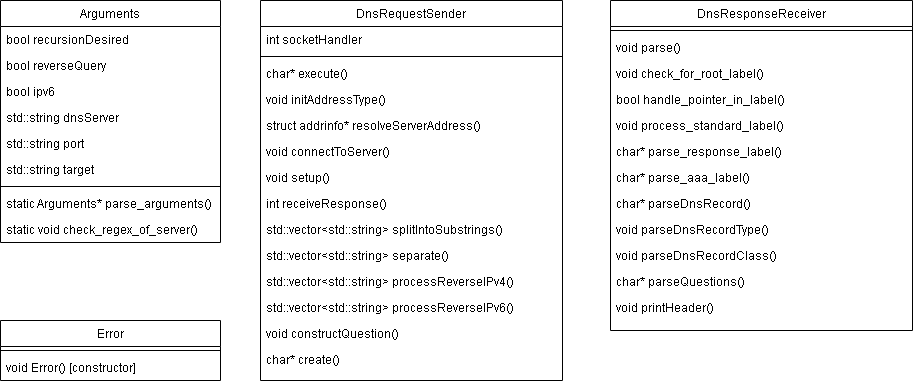 Arguments
bool recursionDesired
bool reverseQuery
bool ipv6
std::string dnsServer
std::string port
std::string target
static Arguments* parse_arguments()
static void check_regex_of_server()
Error
void Error() [constructor]
DnsRequestSender
int socketHandler
char* execute()
void initAddressType()
struct addrinfo* resolveServerAddress()
void connectToServer()
void setup()
int receiveResponse()
std::vector<std::string> splitIntoSubstrings()
std::vector<std::string> separate()
std::vector<std::string> processReverseIPv4()
std::vector<std::string> processReverseIPv6()
void constructQuestion()
char* create()
DnsResponseReceiver
void parse()
void check_for_root_label()
bool handle_pointer_in_label()
void process_standard_label()
char* parse_response_label()
char* parse_aaa_label()
char* parseDnsRecord()
void parseDnsRecordType()
void parseDnsRecordClass()
char* parseQuestions()
void printHeader()